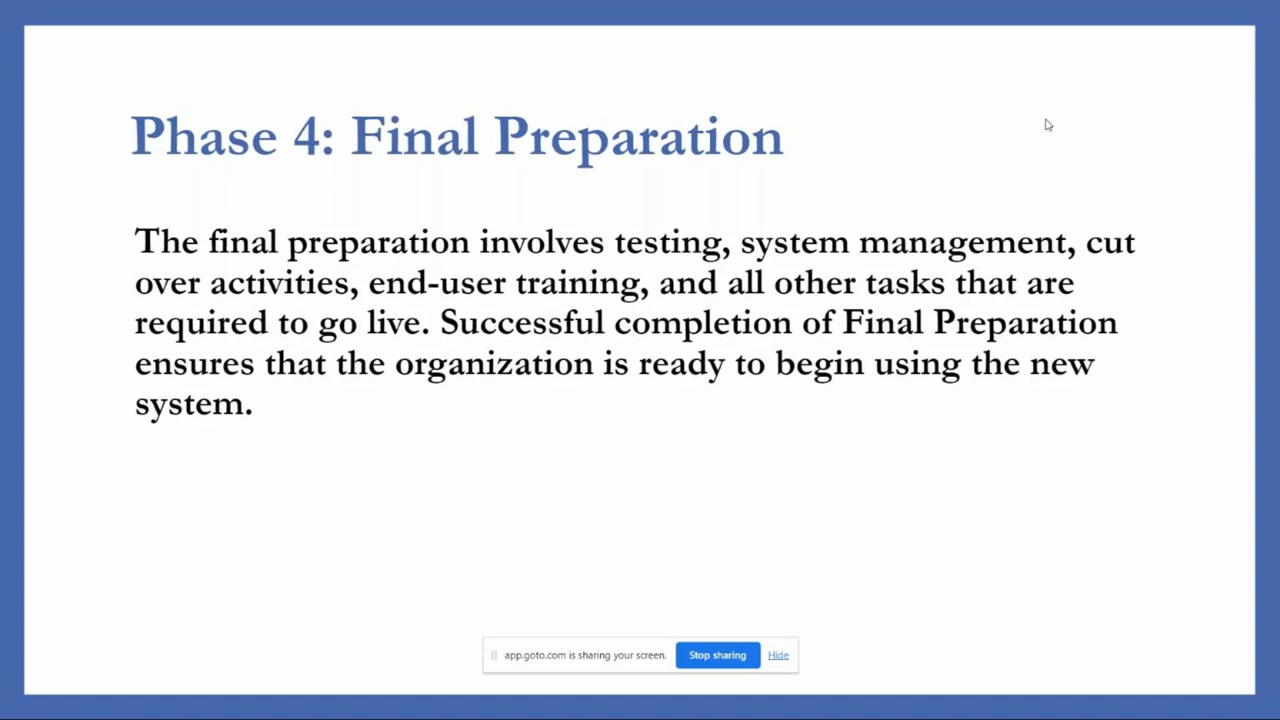 Phase 4: Final Preparation
The final preparation involves testing, system management, cut
over activities, end-user training, and all other tasks that are
required to go live. Successful completion of Final Preparation
ensures that the organization is ready to begin using the new
system.
app.goto.com is sharing your screen. Stop sharing Hide